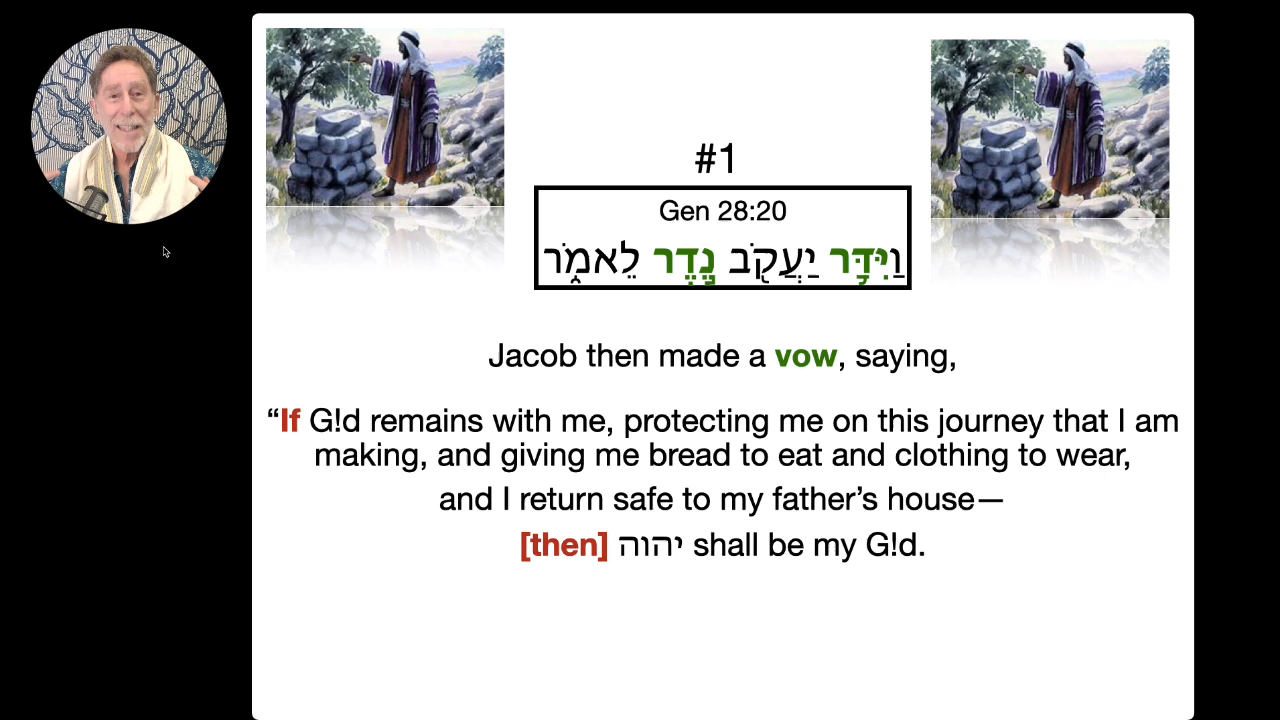 #1
Gen 28:20
וַיִּדַּ֥ר יַעֲקֹ֖ב נֶ֣דֶר לֵאמֹ֑ר
Jacob then made a vow, saying,
“If G!d remains with me, protecting me on this journey that I am
making, and giving me bread to eat and clothing to wear,
and I return safe to my father’s house—
[then] יהוה shall be my G!d.